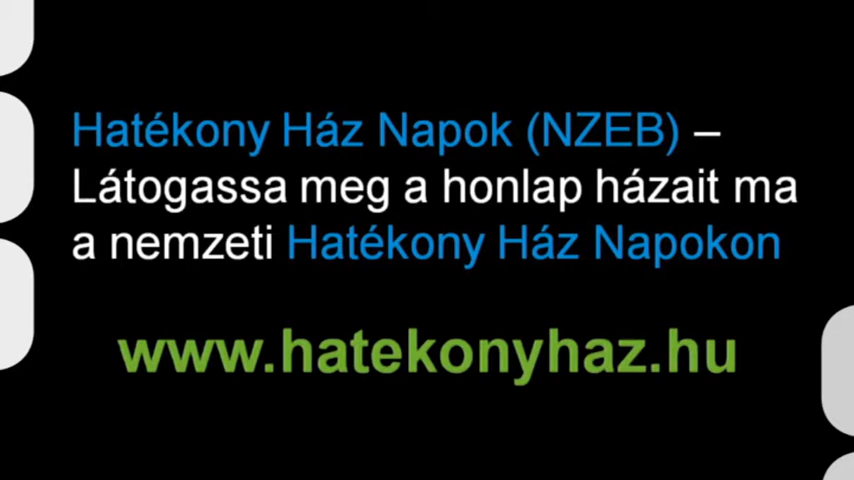 Hatékony Ház Napok (NZEB) –
Látogassa meg a honlap házait ma
a nemzeti Hatékony Ház Napokon
www.hatekonyhaz.hu